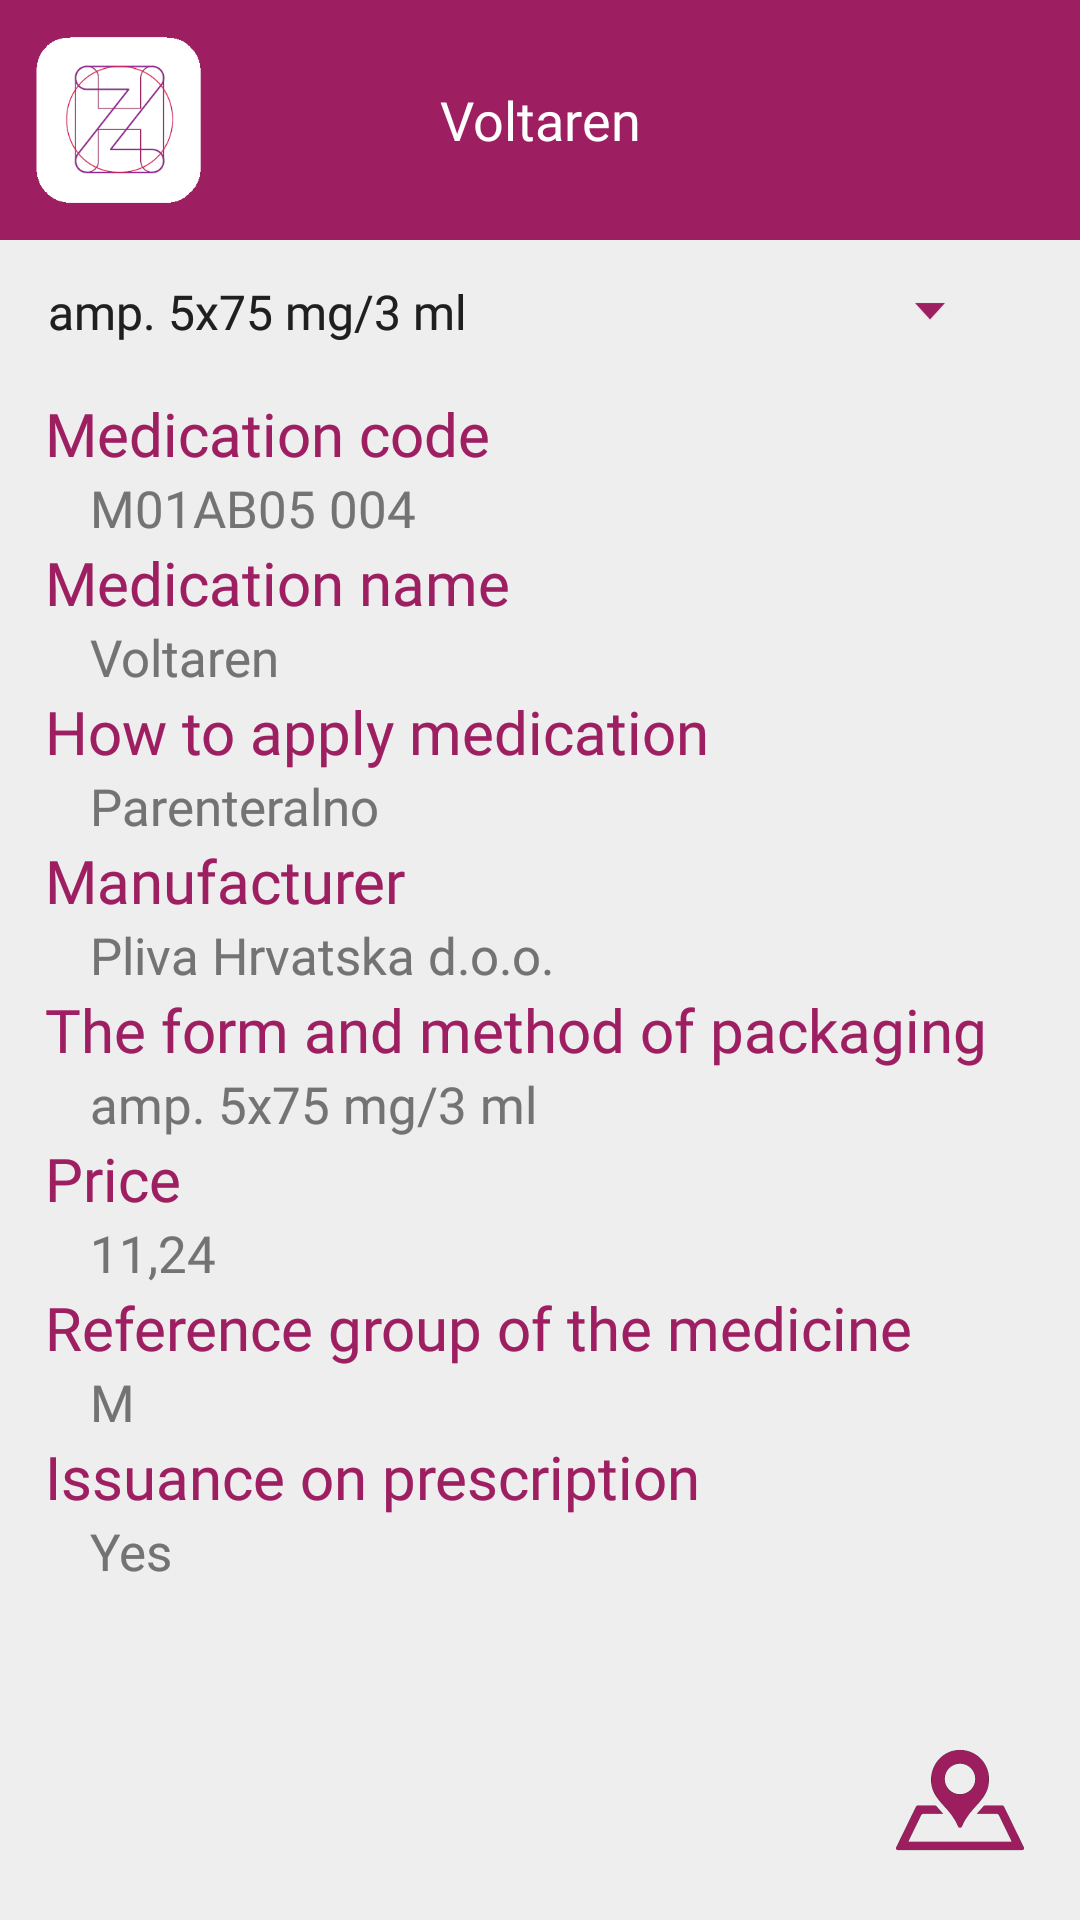 Voltaren
amp. 5x75 mg/3 ml
Medication code
M01AB05 004
Medication name
Voltaren
How to apply medication
Parenteralno
Manufacturer
Pliva Hrvatska d.o.o.
The form and method of packaging
amp. 5x75 mg/3 ml
Price
11,24
Reference group of the medicine
M
Issuance on prescription
Yes